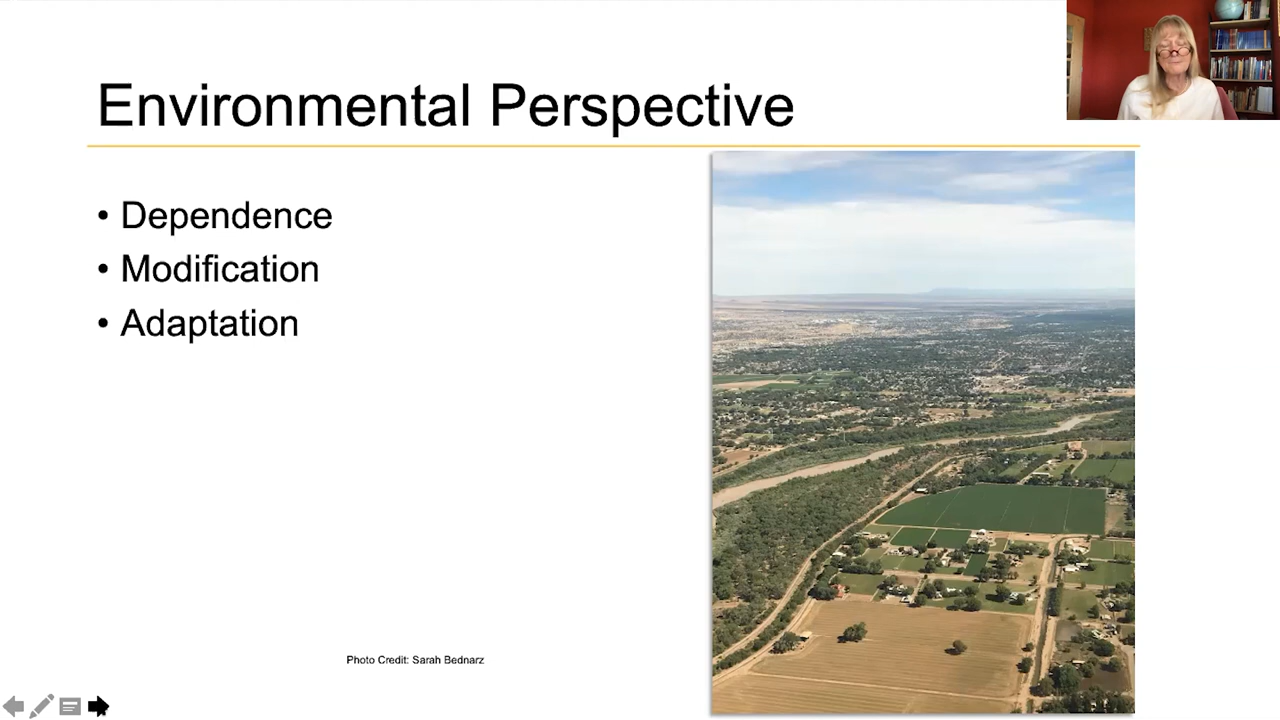 Environmental Perspective
• Dependence
• Modification
• Adaptation
Photo Credit: Sarah Bednarz